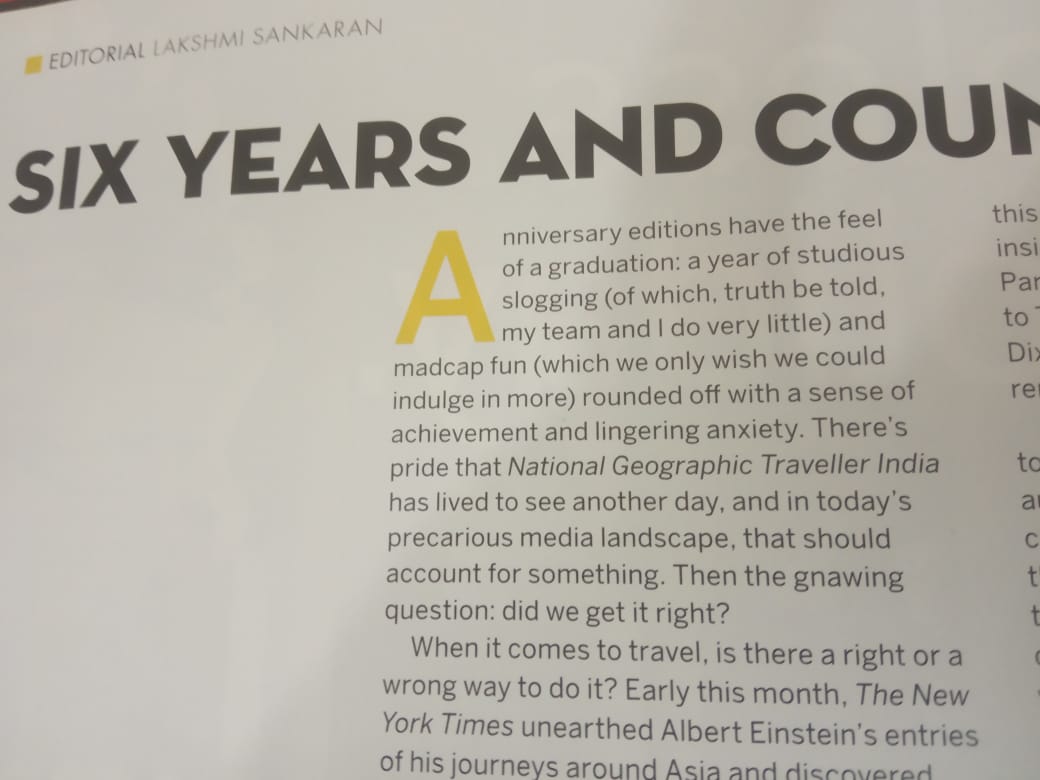 EDITORIAL LAKSHMI SANKARAN
SIX YEARS AND COUN
Anniversary editions have the feel
of a graduation: a year of studious
slogging (of which, truth be told,
my team and I do very little) and
madcap fun (which we only wish we could
indulge in more) rounded off with a sense of
achievement and lingering anxiety. There's
pride that National Geographic Traveller India
has lived to see another day, and in today's
precarious media landscape, that should
account for something. Then the gnawing
question: did we get it right?
When it comes to travel, is there a right or a
wrong way to do it? Early this month, The New
York Times unearthed Albert Einstein's entries
of his journeys around Asia and discovered
this
insi
Par
to